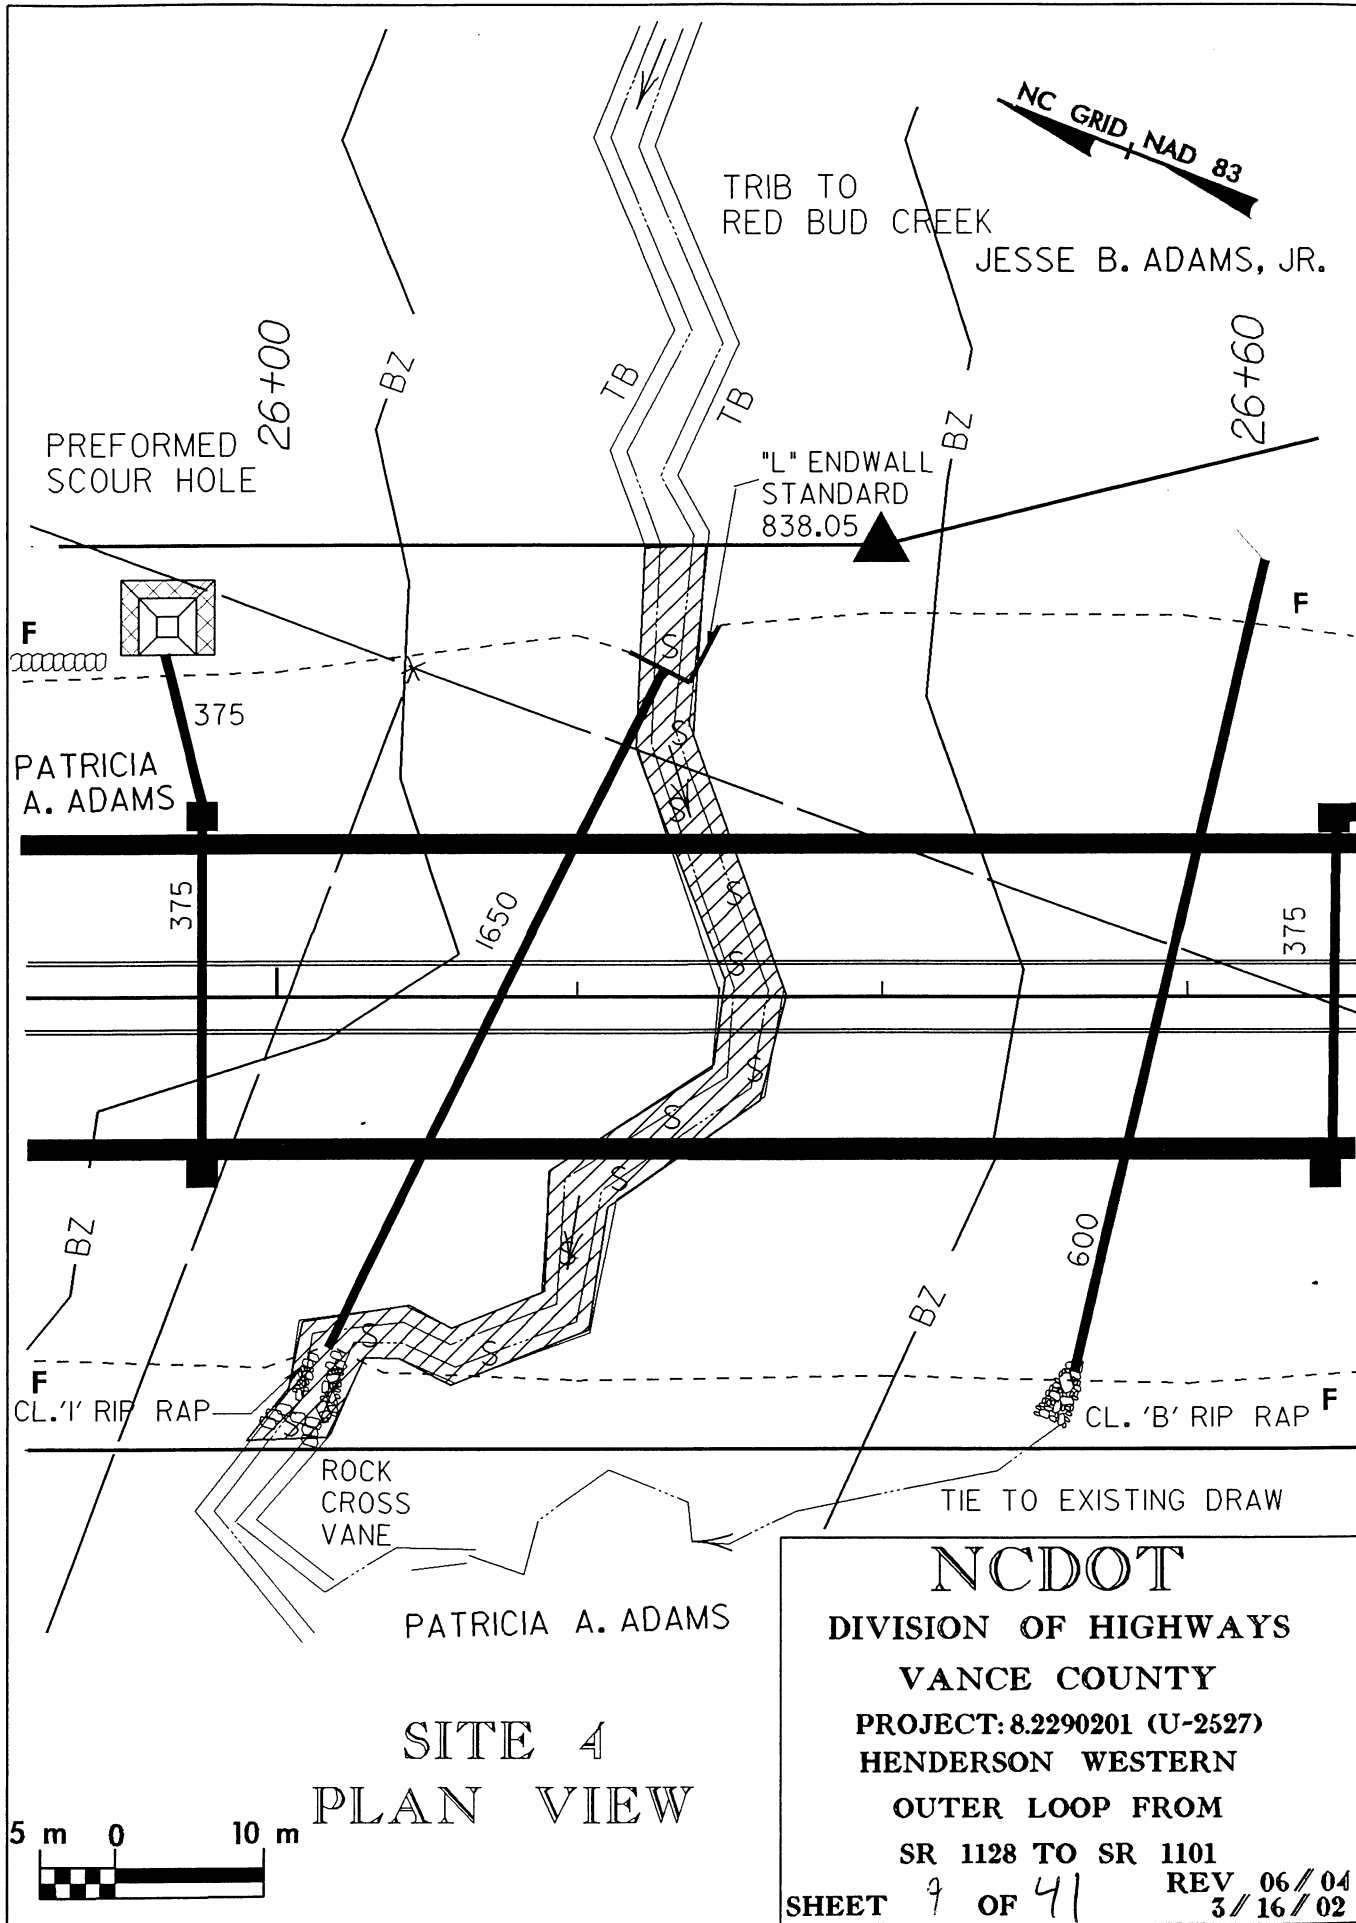 NC GRID NAD 83
TRIB TO
RED BUD CREEK
JESSE B. ADAMS, JR.
26+00
26+60
BZ
TB
TB
BZ
PREFORMED
SCOUR HOLE
"L" ENDWALL
STANDARD
838.05
F
F
S
375
S
PATRICIA
A. ADAMS
S
375
1650
S
375
S
S
S
S
BZ
600
S
BZ
S
S
F
F
CL. 'I' RIP RAP
S
CL. 'B' RIP RAP
ROCK
CROSS
VANE
TIE TO EXISTING DRAW
PATRICIA A. ADAMS
SITE 4
PLAN VIEW
5 m 0 10 m
NCDOT
DIVISION OF HIGHWAYS
VANCE COUNTY
PROJECT: 8.2290201 (U-2527)
HENDERSON WESTERN
OUTER LOOP FROM
SR 1128 TO SR 1101
REV 06/04
SHEET 9 OF 41
3/16/02